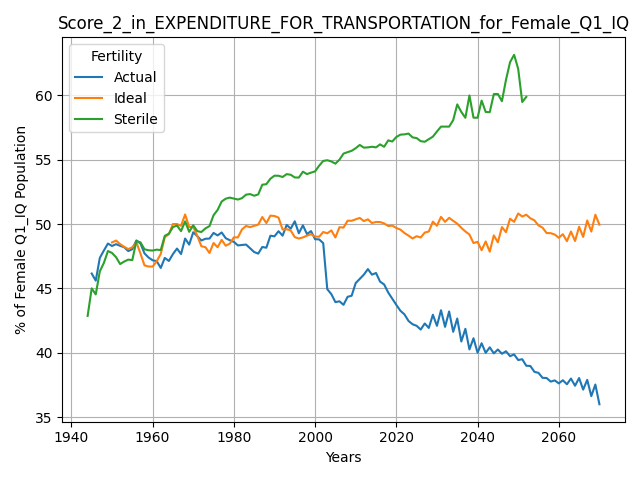 Score_2_in_EXPENDITURE_FOR_TRANSPORTATION_for_Female_Q1_IQ
Fertility
Actual
Ideal
Sterile
% of Female Q1_IQ Population
60
55
50
45
40
35
1940
1960
1980
2000
2020
2040
2060
Years